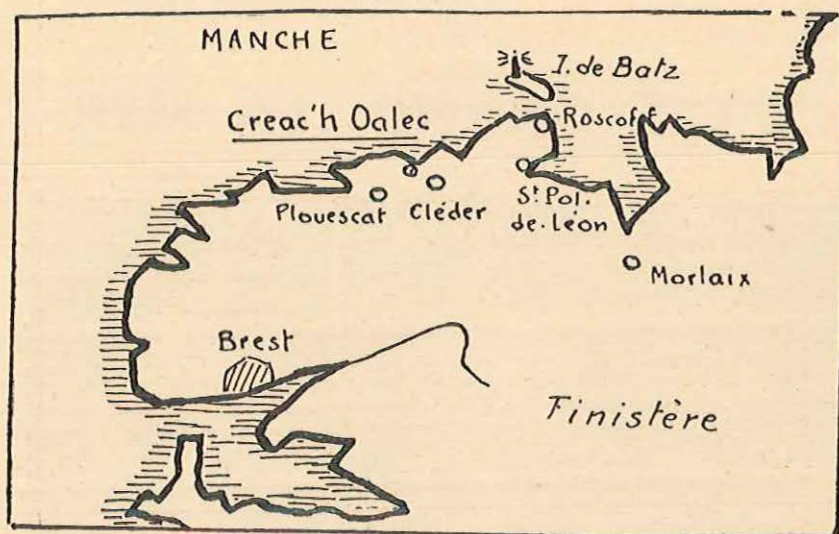 MANCHE
I. de Batz
Creac'h Oalec
Roscoff
Plouescat
Cléder
St. Pol.
de-Léon
Morlaix
Brest
Finistère